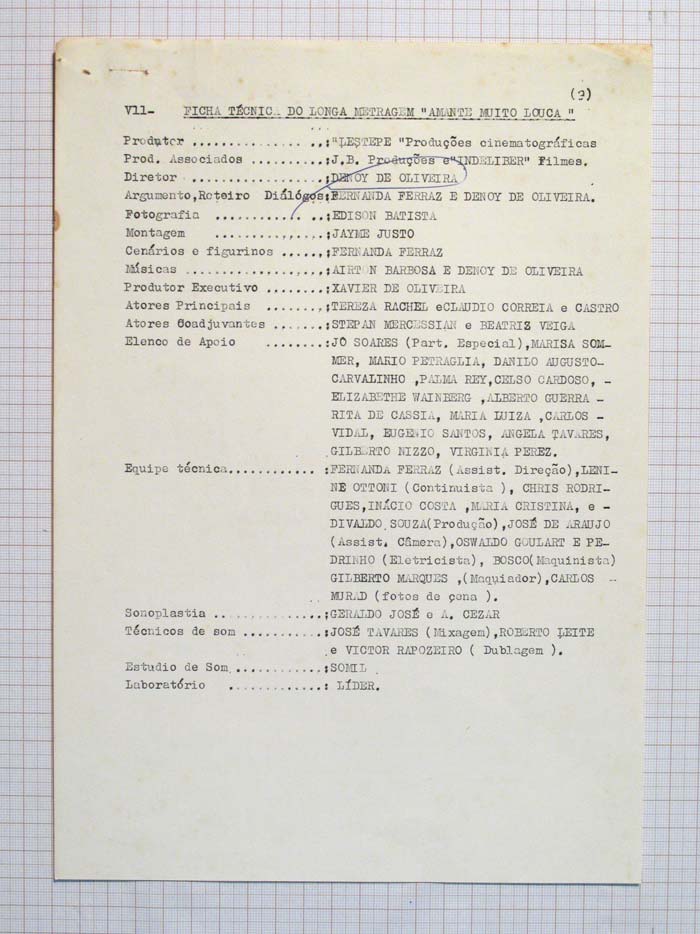 (9)
V11- FICHA TÉCNICA DO LONGA METRAGEM "AMANTE MUITO LOUCA "
Produtor .................:"LESTEPE "Produções cinematográficas
Prod. Associados .........:J.B. Produções e"INDELIBER" Filmes.
Diretor ..................:DENOY DE OLIVEIRA
Argumento,Roteiro Diálógos:FERNANDA FERRAZ E DENOY DE OLIVEIRA.
Fotografia ........... ..:EDISON BATISTA
Montagem ............:JAYME JUSTO
Cenários e figurinos .....:FERNANDA FERRAZ
Músicas ..................:AIRTON BARBOSA E DENOY DE OLIVEIRA
Produtor Executivo .......:XAVIER DE OLIVEIRA
Atores Principais ........:TEREZA RACHEL eCLAUDIO CORREIA e CASTRO
Atores Coadjuvantes ......:STEPAN MERCESSIAN e BEATRIZ VEIGA
Elenco de Apoio ........:JÔ SOARES (Part. Especial),MARISA SOM-
MER, MARIO PETRAGLIA, DANILO AUGUSTO-
CARVALINHO ,PALMA REY,CELSO CARDOSO, -
ELIZABETHE WAINBERG ,ALBERTO GUERRA -
RITA DE CASSIA, MARIA LUIZA ,CARLOS -
VIDAL, EUGENIO SANTOS, ANGELA TAVARES,
GILBERTO NIZZO, VIRGINIA PEREZ.
Equipe técnica............ :FERNANDA FERRAZ (Assist. Direção),LENI-
NE OTTONI (Continuista ), CHRIS RODRI-
GUES,INÁCIO COSTA ,MARIA CRISTINA, e -
DIVALDO SOUZA(Produção),JOSÉ DE ARAUJO
(Assist. Câmera),OSWALDO GOULART E PE-
DRINHO (Eletricista), BOSCO(Maquinista)
GILBERTO MARQUES ,(Maquiador),CARLOS -
MURAD (fotos de cena ).
Sonoplastia ..............:GERALDO JOSÉ e A. CEZAR
Técnicos de som ..........:JOSÉ TAVARES (Mixagem),ROBERTO LEITE
e VICTOR RAPOZEIRO ( Dublagem ).
Estudio de Som............:SOMIL
Laboratório ............: LÍDER.